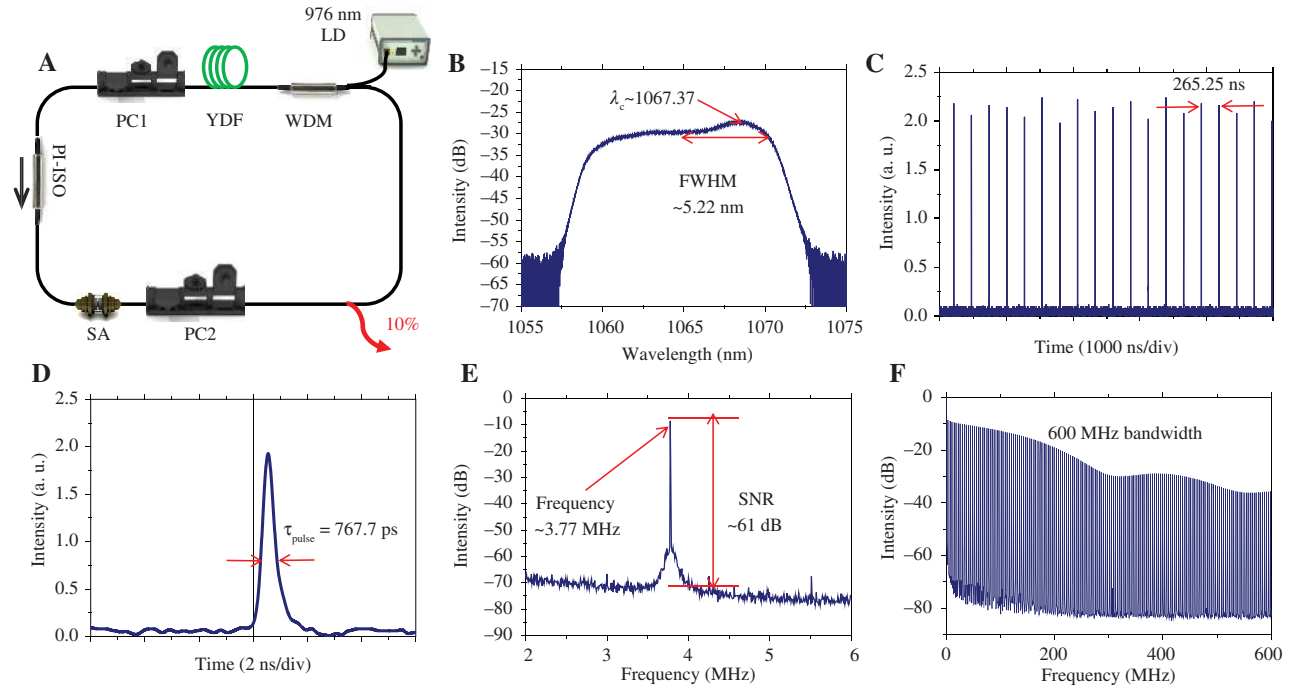 A
976 nm
LD
PC1
YDF
WDM
PI-ISO
SA
PC2
10%
B
−15
−20
−25
−30
−35
−40
−45
−50
−55
−60
−65
−70
Intensity (dB)
λc~1067.37
FWHM
~5.22 nm
1055 1060 1065 1070 1075
Wavelength (nm)
C
2.5
2.0
1.5
1.0
0.5
0.0
Intensity (a. u.)
265.25 ns
Time (1000 ns/div)
D
2.5
2.0
1.5
1.0
0.5
0.0
Intensity (a. u.)
τpulse = 767.7 ps
Time (2 ns/div)
E
0
−10
−20
−30
−40
−50
−60
−70
−80
−90
Intensity (dB)
Frequency
~3.77 MHz
SNR
~61 dB
2 3 4 5 6
Frequency (MHz)
F
0
−20
−40
−60
−80
Intensity (dB)
600 MHz bandwidth
0 200 400 600
Frequency (MHz)